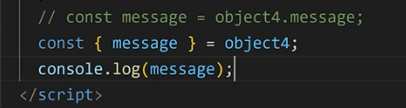 // const message = object4.message;
const { message } = object4;
console.log(message);
</script>